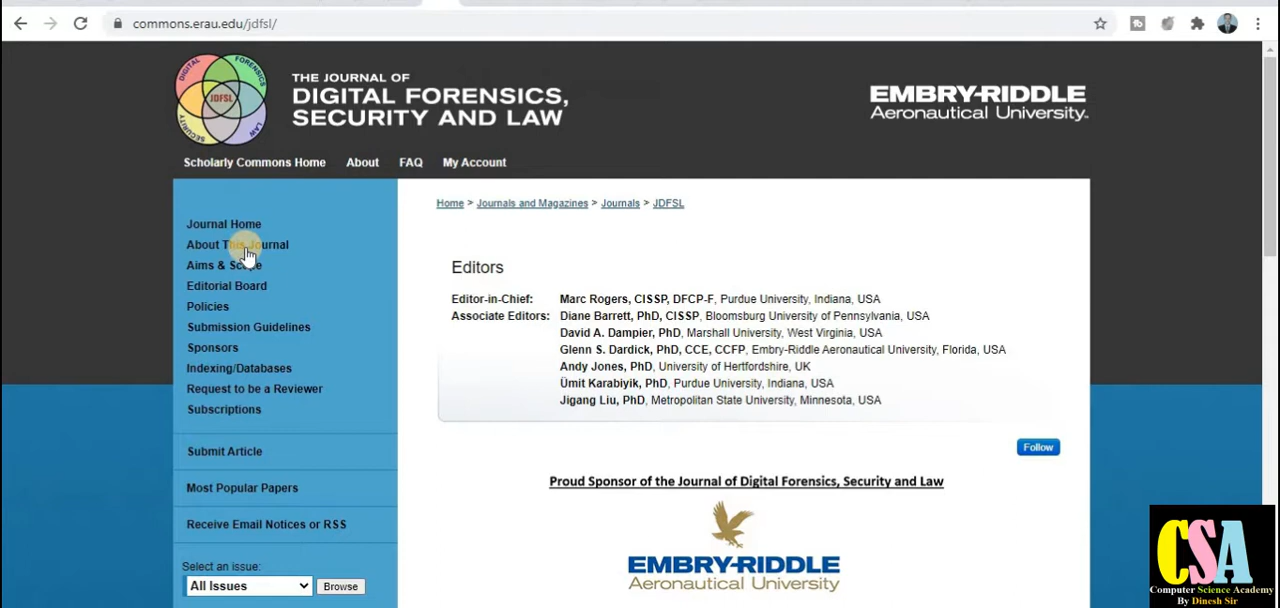 commons.erau.edu/jdfsl/
DIGITAL
FORENSICS
JDFSL
SECURITY
LAW
THE JOURNAL OF
DIGITAL FORENSICS,
SECURITY AND LAW
EMBRY-RIDDLE
Aeronautical University
Scholarly Commons Home About FAQ My Account
Journal Home
About This Journal
Aims & Scope
Editorial Board
Policies
Submission Guidelines
Sponsors
Indexing/Databases
Request to be a Reviewer
Subscriptions
Submit Article
Most Popular Papers
Receive Email Notices or RSS
Select an issue:
All Issues
Browse
Home > Journals and Magazines > Journals > JDFSL
Editors
Editor-in-Chief: Marc Rogers, CISSP, DFCP-F, Purdue University, Indiana, USA
Associate Editors: Diane Barrett, PhD, CISSP, Bloomsburg University of Pennsylvania, USA
David A. Dampier, PhD, Marshall University, West Virginia, USA
Glenn S. Dardick, PhD, CCE, CCFP, Embry-Riddle Aeronautical University, Florida, USA
Andy Jones, PhD, University of Hertfordshire, UK
Ümit Karabiyik, PhD, Purdue University, Indiana, USA
Jigang Liu, PhD, Metropolitan State University, Minnesota, USA
Follow
Proud Sponsor of the Journal of Digital Forensics, Security and Law
EMBRY-RIDDLE
Aeronautical University
CSA
Computer Science Academy
By Dinesh Sir